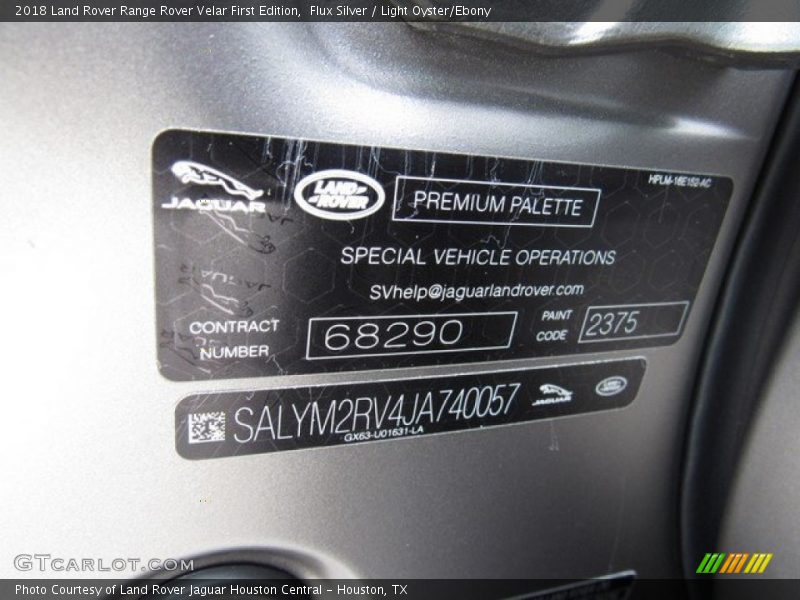 2018 Land Rover Range Rover Velar First Edition, Flux Silver / Light Oyster/Ebony
JAGUAR
LAND-
-ROVER
PREMIUM PALETTE
HPLM-16E152-AC
SPECIAL VEHICLE OPERATIONS
SVhelp@jaguarlandrover.com
CONTRACT
NUMBER
68290
PAINT
CODE
2375
SALYM2RV4JA740057
GX63-U01631-LA
JAGUAR
GTCARLOT.COM
Photo Courtesy of Land Rover Jaguar Houston Central - Houston, TX